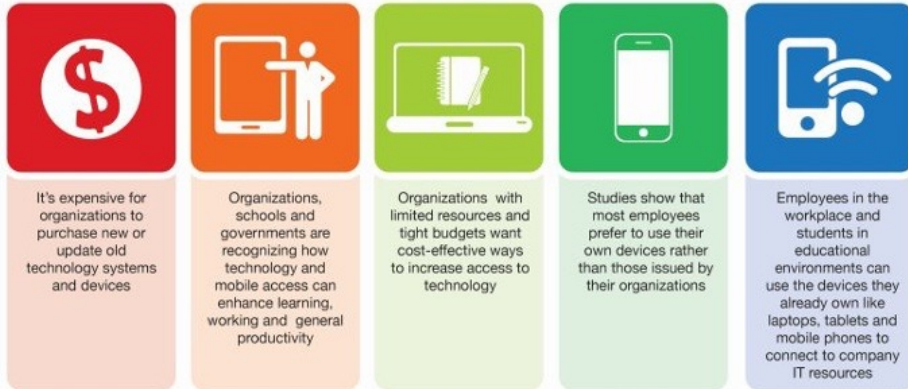 $
It's expensive for
organizations to
purchase new or
update old
technology systems
and devices
Organizations,
schools and
governments are
recognizing how
technology and
mobile access can
enhance learning,
working and general
productivity
Organizations with
limited resources and
tight budgets want
cost-effective ways
to increase access to
technology
Studies show that
most employees
prefer to use their
own devices rather
than those issued by
their organizations
Employees in the
workplace and
students in
educational
environments can
use the devices they
already own like
laptops, tablets and
mobile phones to
connect to company
IT resources